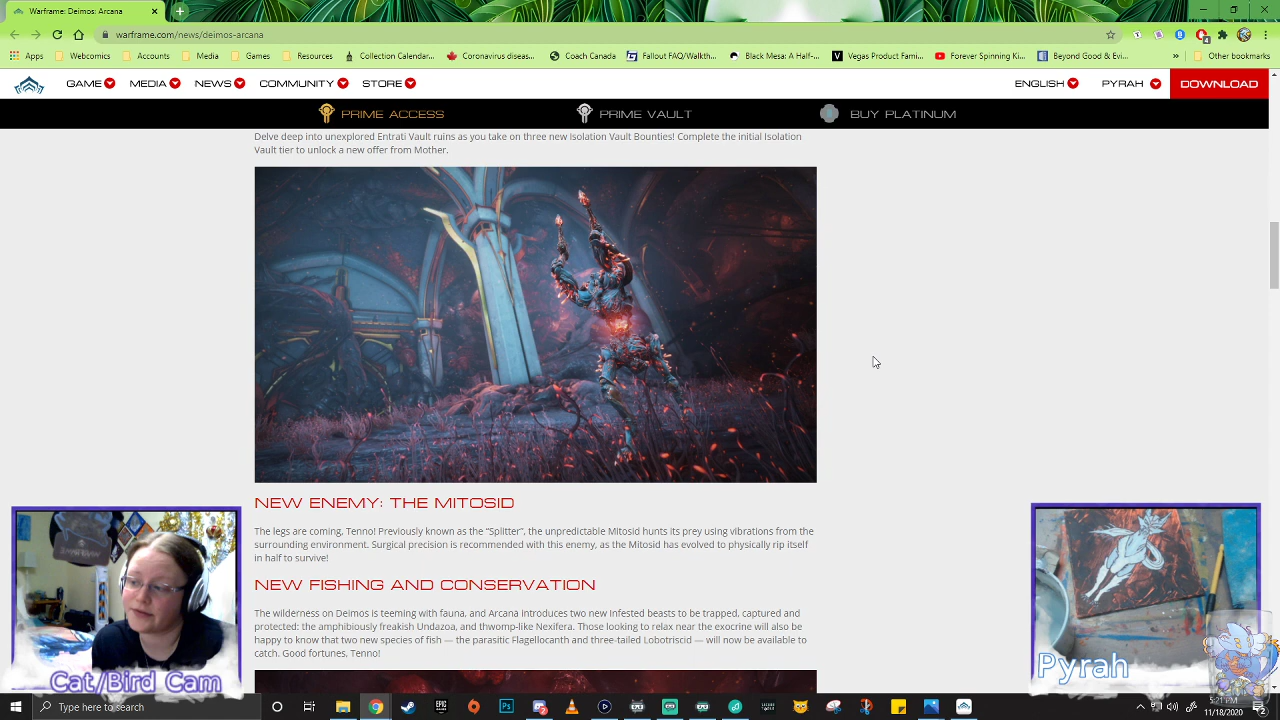 Warframe: Deimos: Arcana
warframe.com/news/deimos-arcana
Apps Webcomics Accounts Media Games Resources Collection Calendar... Coronavirus diseas... Coach Canada Fallout FAQ/Walkth... Black Mesa: A Half-... Vegas Product Fami... Forever Spinning Ki... Beyond Good & Evi... » Other bookmarks
GAME MEDIA NEWS COMMUNITY STORE ENGLISH PYRAH DOWNLOAD
PRIME ACCESS PRIME VAULT BUY PLATINUM
Delve deep into unexplored Entrati Vault ruins as you take on three new Isolation Vault Bounties! Complete the initial Isolation
Vault tier to unlock a new offer from Mother.
NEW ENEMY: THE MITOSID
The legs are coming, Tenno! Previously known as the “Splitter”, the unpredictable Mitosid hunts its prey using vibrations from the
surrounding environment. Surgical precision is recommended with this enemy, as the Mitosid has evolved to physically rip itself
in half to survive!
NEW FISHING AND CONSERVATION
The wilderness on Deimos is teeming with fauna, and Arcana introduces two new Infested beasts to be trapped, captured and
protected: the amphibiously freakish Undazoa, and thwomp-like Nexifera. Those looking to relax near the exocrine will also be
happy to know that two new species of fish — the parasitic Flagellocanth and three-tailed Lobotriscid — will now be available to
catch. Good fortunes, Tenno!
Cat/Bird Cam
Pyrah
Type here to search
5:21 PM
11/18/2020